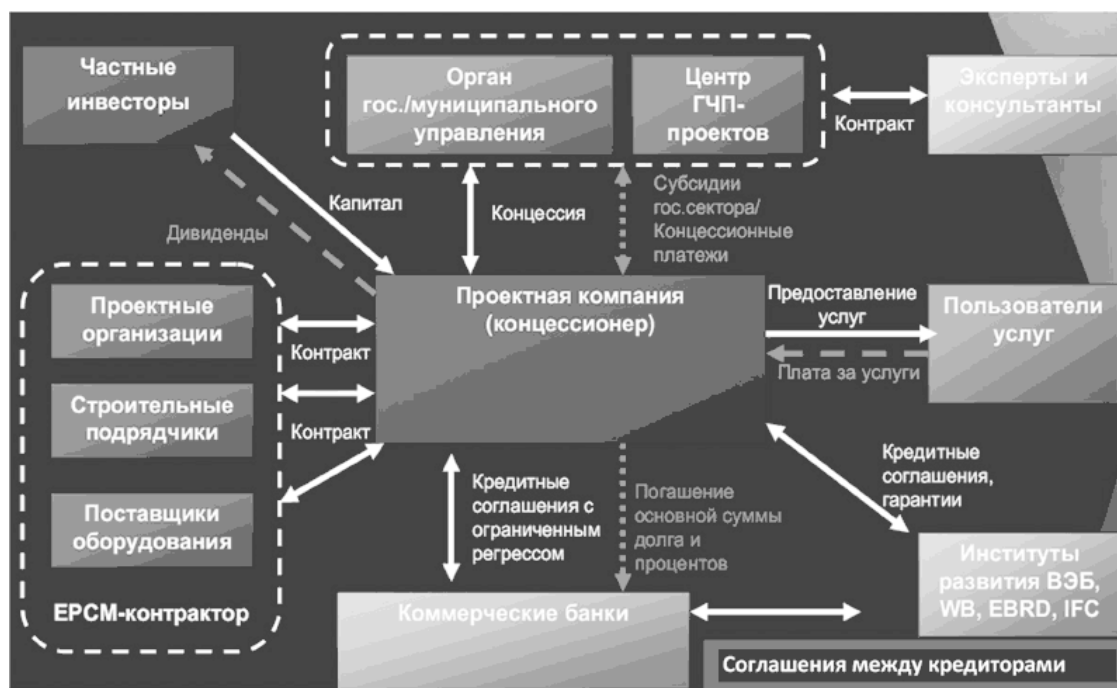 Частные
инвесторы
Орган
гос./муниципального
управления
Центр
ГЧП-
проектов
Эксперты и
консультанты
Контракт
Капитал
Дивиденды
Концессия
Субсидии
гос.сектора/
Концессионные
платежи
Проектные
организации
Строительные
подрядчики
Поставщики
оборудования
EPCM-контрактор
Контракт
Контракт
Проектная компания
(концессионер)
Предоставление
услуг
Плата за услуги
Пользователи
услуг
Кредитные
соглашения с
ограниченным
регрессом
Погашение
основной суммы
долга и
процентов
Кредитные
соглашения,
гарантии
Коммерческие банки
Институты
развития ВЭБ,
WB, EBRD, IFC
Соглашения между кредиторами